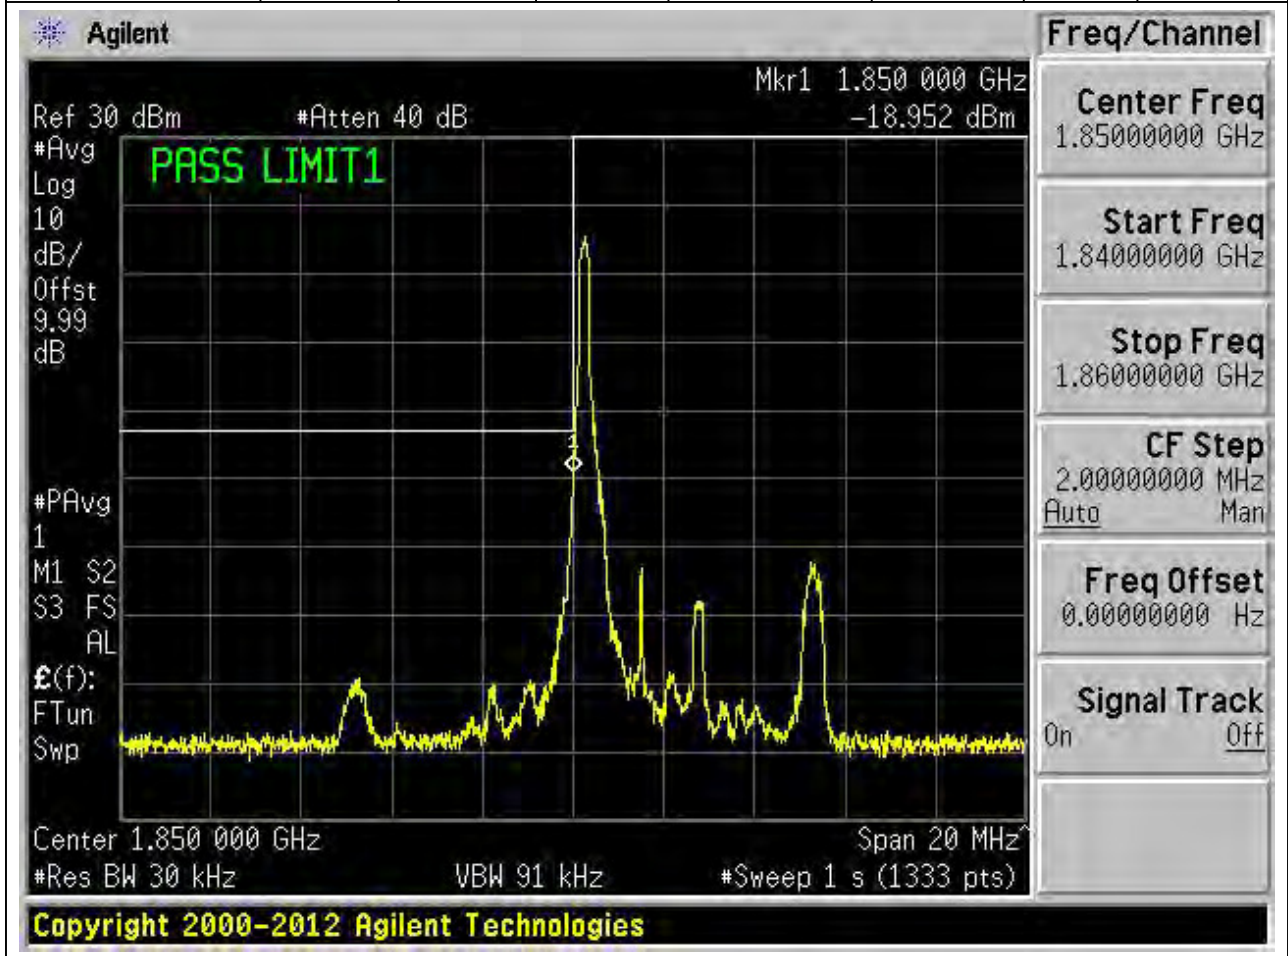 Agilent
Freq/Channel
Mkr1 1.850 000 GHz
Ref 30 dBm #Atten 40 dB -18.952 dBm
#Avg
Log
10
dB/
Offst
9.99
dB
PASS LIMIT1
1
#PAvg
1
M1 S2
S3 FS
AL
£(f):
FTun
Swp
Center 1.850 000 GHz Span 20 MHz^
#Res BW 30 kHz VBW 91 kHz #Sweep 1 s (1333 pts)
Center Freq
1.85000000 GHz
Start Freq
1.84000000 GHz
Stop Freq
1.86000000 GHz
CF Step
2.00000000 MHz
Auto Man
Freq Offset
0.00000000 Hz
Signal Track
On Off
Copyright 2000-2012 Agilent Technologies